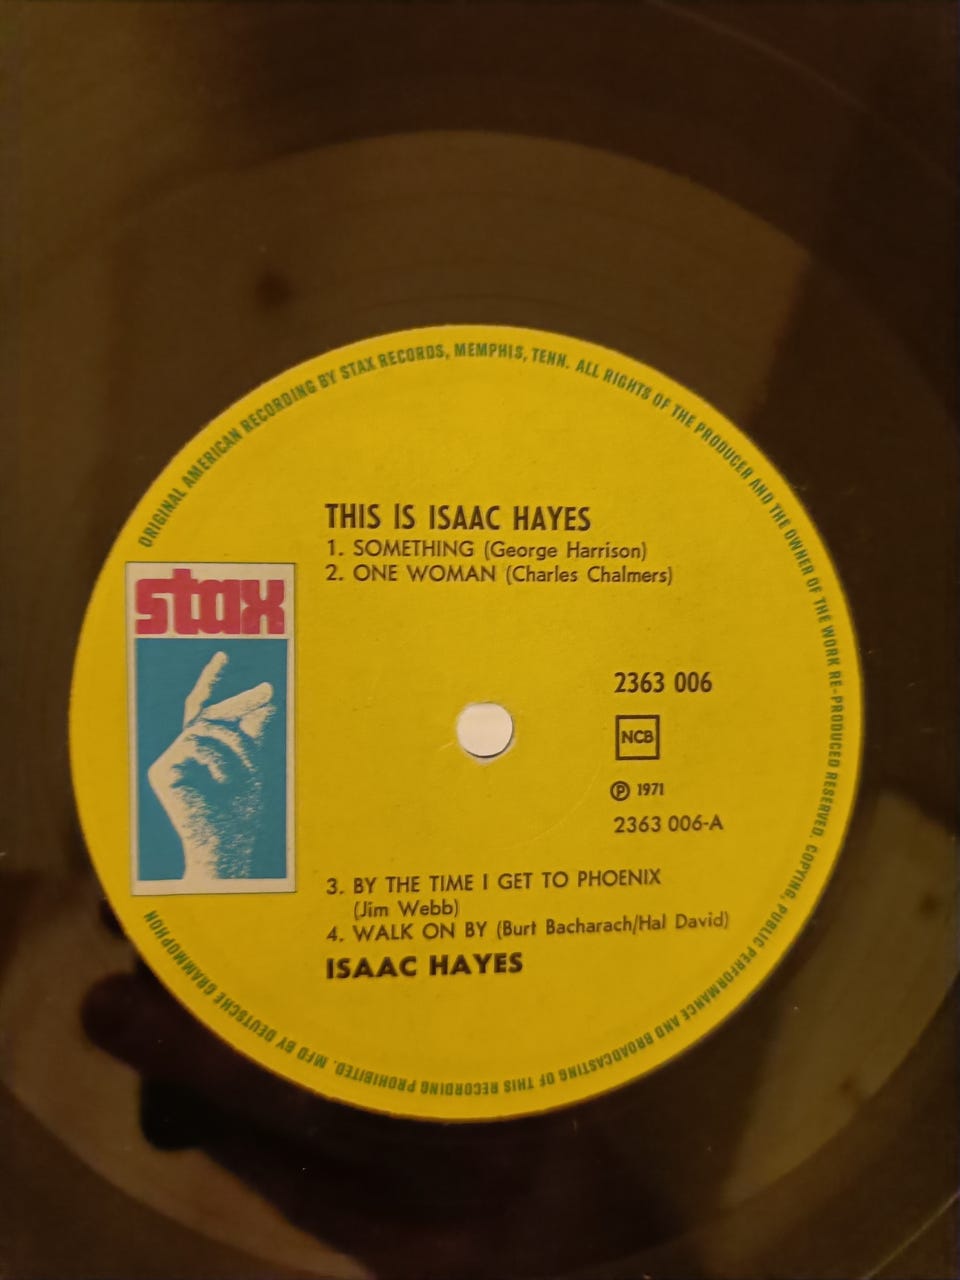 ORIGINAL AMERICAN RECORDING BY STAX RECORDS, MEMPHIS, TENN. ALL RIGHTS OF THE PRODUCER AND THE OWNER OF THE WORK RE-PRODUCED RESERVED. COPYING, PUBLIC PERFORMANCE AND BROADCASTING OF THIS RECORDING PROHIBITED. MFD BY DEUTSCHE GRAMMOPHON
THIS IS ISAAC HAYES
1. SOMETHING (George Harrison)
2. ONE WOMAN (Charles Chalmers)
stax
2363 006
NCB
Ⓟ 1971
2363 006-A
3. BY THE TIME I GET TO PHOENIX
(Jim Webb)
4. WALK ON BY (Burt Bacharach/Hal David)
ISAAC HAYES